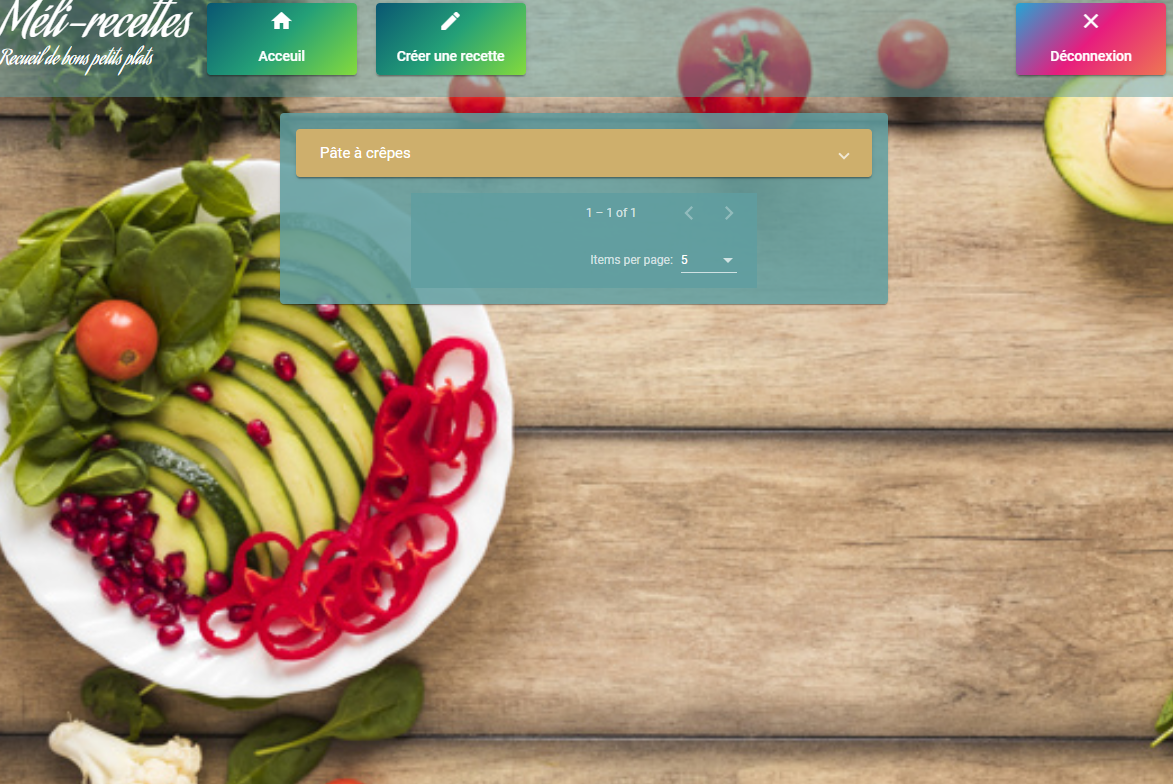 Méli-recettes
Recueil de bons petits plats
Acceuil
Créer une recette
Déconnexion
Pâte à crêpes
1 – 1 of 1
Items per page: 5